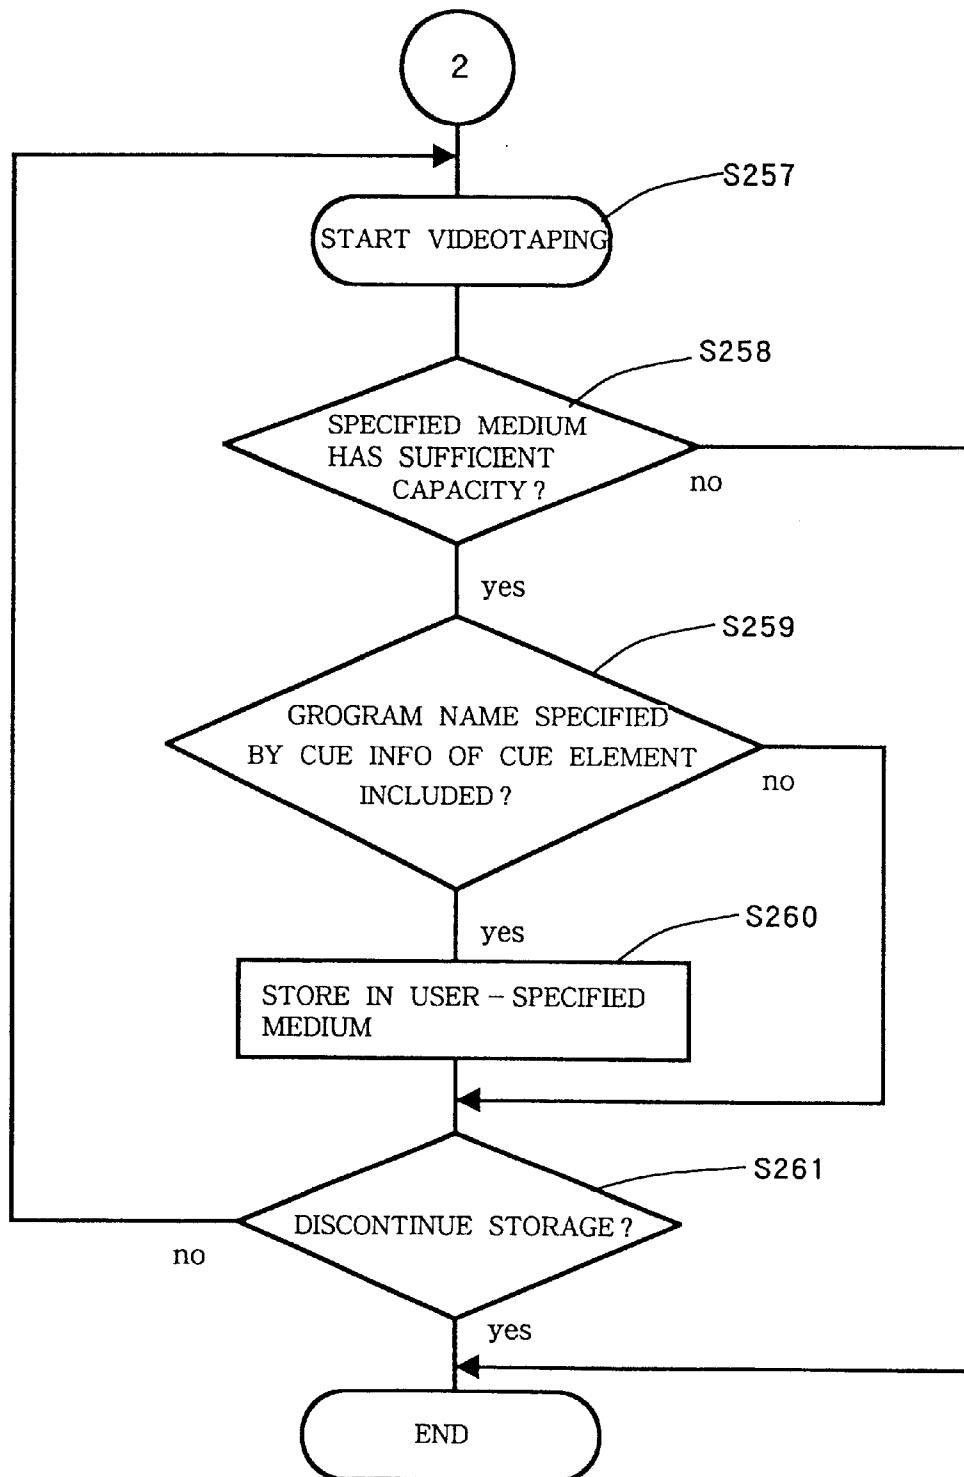 2
S257
START VIDEOTAPING
S258
SPECIFIED MEDIUM
HAS SUFFICIENT
CAPACITY?
no
yes
S259
GROGRAM NAME SPECIFIED
BY CUE INFO OF CUE ELEMENT
INCLUDED?
no
yes
S260
STORE IN USER-SPECIFIED
MEDIUM
S261
DISCONTINUE STORAGE?
no
yes
END